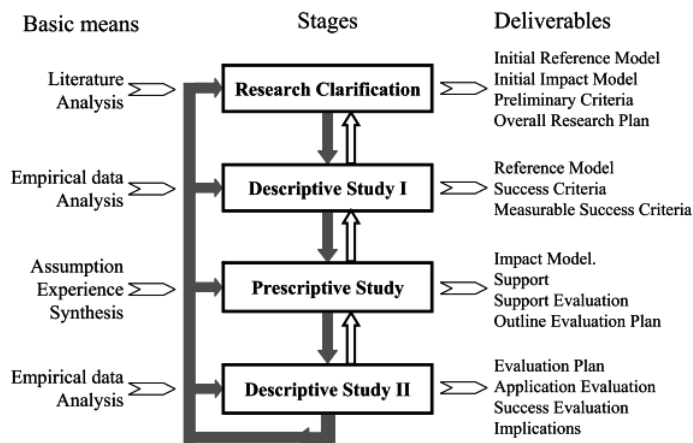 Basic means
Stages
Deliverables
Literature
Analysis
Research Clarification
Initial Reference Model
Initial Impact Model
Preliminary Criteria
Overall Research Plan
Empirical data
Analysis
Descriptive Study I
Reference Model
Success Criteria
Measurable Success Criteria
Assumption
Experience
Synthesis
Prescriptive Study
Impact Model.
Support
Support Evaluation
Outline Evaluation Plan
Empirical data
Analysis
Descriptive Study II
Evaluation Plan
Application Evaluation
Success Evaluation
Implications